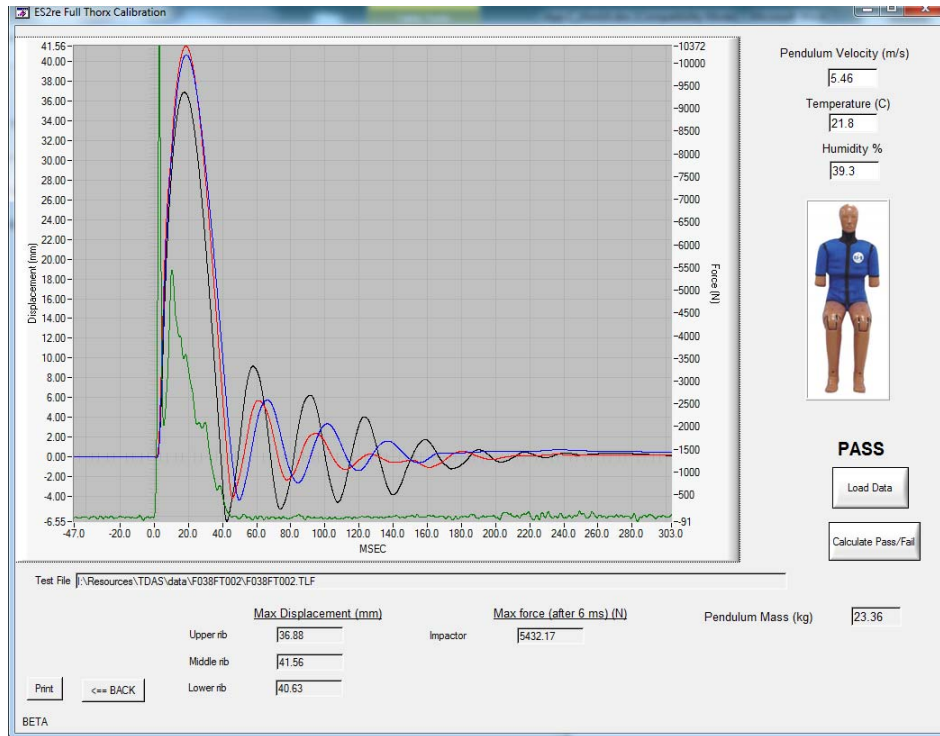 ES2re Full Thorx Calibration
41.56
40.00
38.00
36.00
34.00
32.00
30.00
28.00
26.00
24.00
22.00
20.00
18.00
16.00
14.00
12.00
10.00
8.00
6.00
4.00
2.00
0.00
-2.00
-4.00
-6.55
Displacement (mm)
-10372
-10000
-9500
-9000
-8500
-8000
-7500
-7000
-6500
-6000
-5500
-5000
-4500
-4000
-3500
-3000
-2500
-2000
-1500
-1000
-500
-91
Force (N)
-47.0 -20.0 0.0 20.0 40.0 60.0 80.0 100.0 120.0 140.0 160.0 180.0 200.0 220.0 240.0 260.0 280.0 303.0
MSEC
Pendulum Velocity (m/s)
5.46
Temperature (C)
21.8
Humidity %
39.3
PASS
Load Data
Calculate Pass/Fail
Test File I:\Resources\TDAS\data\F038FT002\F038FT002.TLF
Max Displacement (mm) Max force (after 6 ms) (N) Pendulum Mass (kg) 23.36
Upper rib 36.88 Impactor 5432.17
Middle rib 41.56
Lower rib 40.63
Print <== BACK
BETA